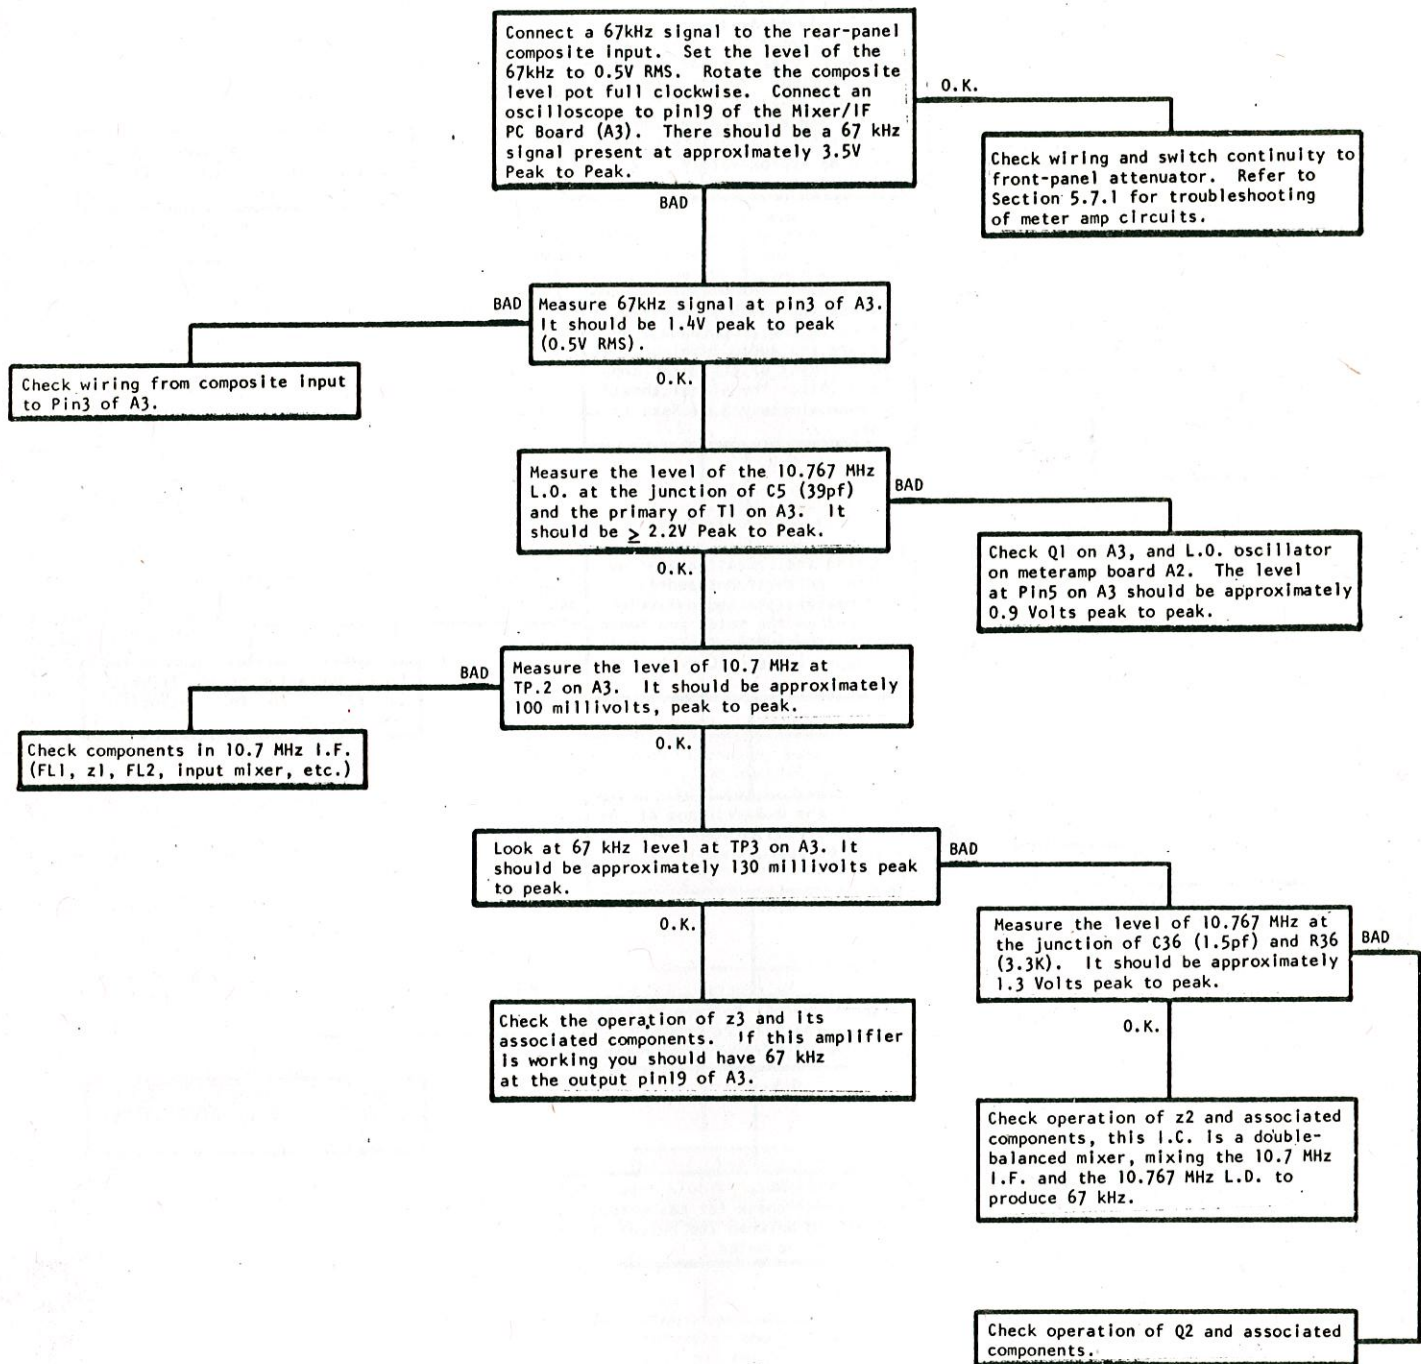 Connect a 67kHz signal to the rear-panel
composite input. Set the level of the
67kHz to 0.5V RMS. Rotate the composite
level pot full clockwise. Connect an
oscilloscope to pin19 of the Mixer/IF
PC Board (A3). There should be a 67 kHz
signal present at approximately 3.5V
Peak to Peak.
O.K.
Check wiring and switch continuity to
front-panel attenuator. Refer to
Section 5.7.1 for troubleshooting
of meter amp circuits.
BAD
Measure 67kHz signal at pin3 of A3.
It should be 1.4V peak to peak
(0.5V RMS).
BAD
Check wiring from composite input
to Pin3 of A3.
O.K.
Measure the level of the 10.767 MHz
L.O. at the junction of C5 (39pf)
and the primary of T1 on A3. It
should be ≥ 2.2V Peak to Peak.
BAD
Check Q1 on A3, and L.O. oscillator
on meteramp board A2. The level
at Pin5 on A3 should be approximately
0.9 Volts peak to peak.
O.K.
Measure the level of 10.7 MHz at
TP.2 on A3. It should be approximately
100 millivolts, peak to peak.
BAD
Check components in 10.7 MHz I.F.
(FL1, z1, FL2, input mixer, etc.)
O.K.
Look at 67 kHz level at TP3 on A3. It
should be approximately 130 millivolts peak
to peak.
BAD
Measure the level of 10.767 MHz at
the junction of C36 (1.5pf) and R36
(3.3K). It should be approximately
1.3 Volts peak to peak.
BAD
O.K.
Check the operation of z3 and its
associated components. If this amplifier
is working you should have 67 kHz
at the output pin19 of A3.
O.K.
Check operation of z2 and associated
components, this I.C. is a double-
balanced mixer, mixing the 10.7 MHz
I.F. and the 10.767 MHz L.D. to
produce 67 kHz.
Check operation of Q2 and associated
components.